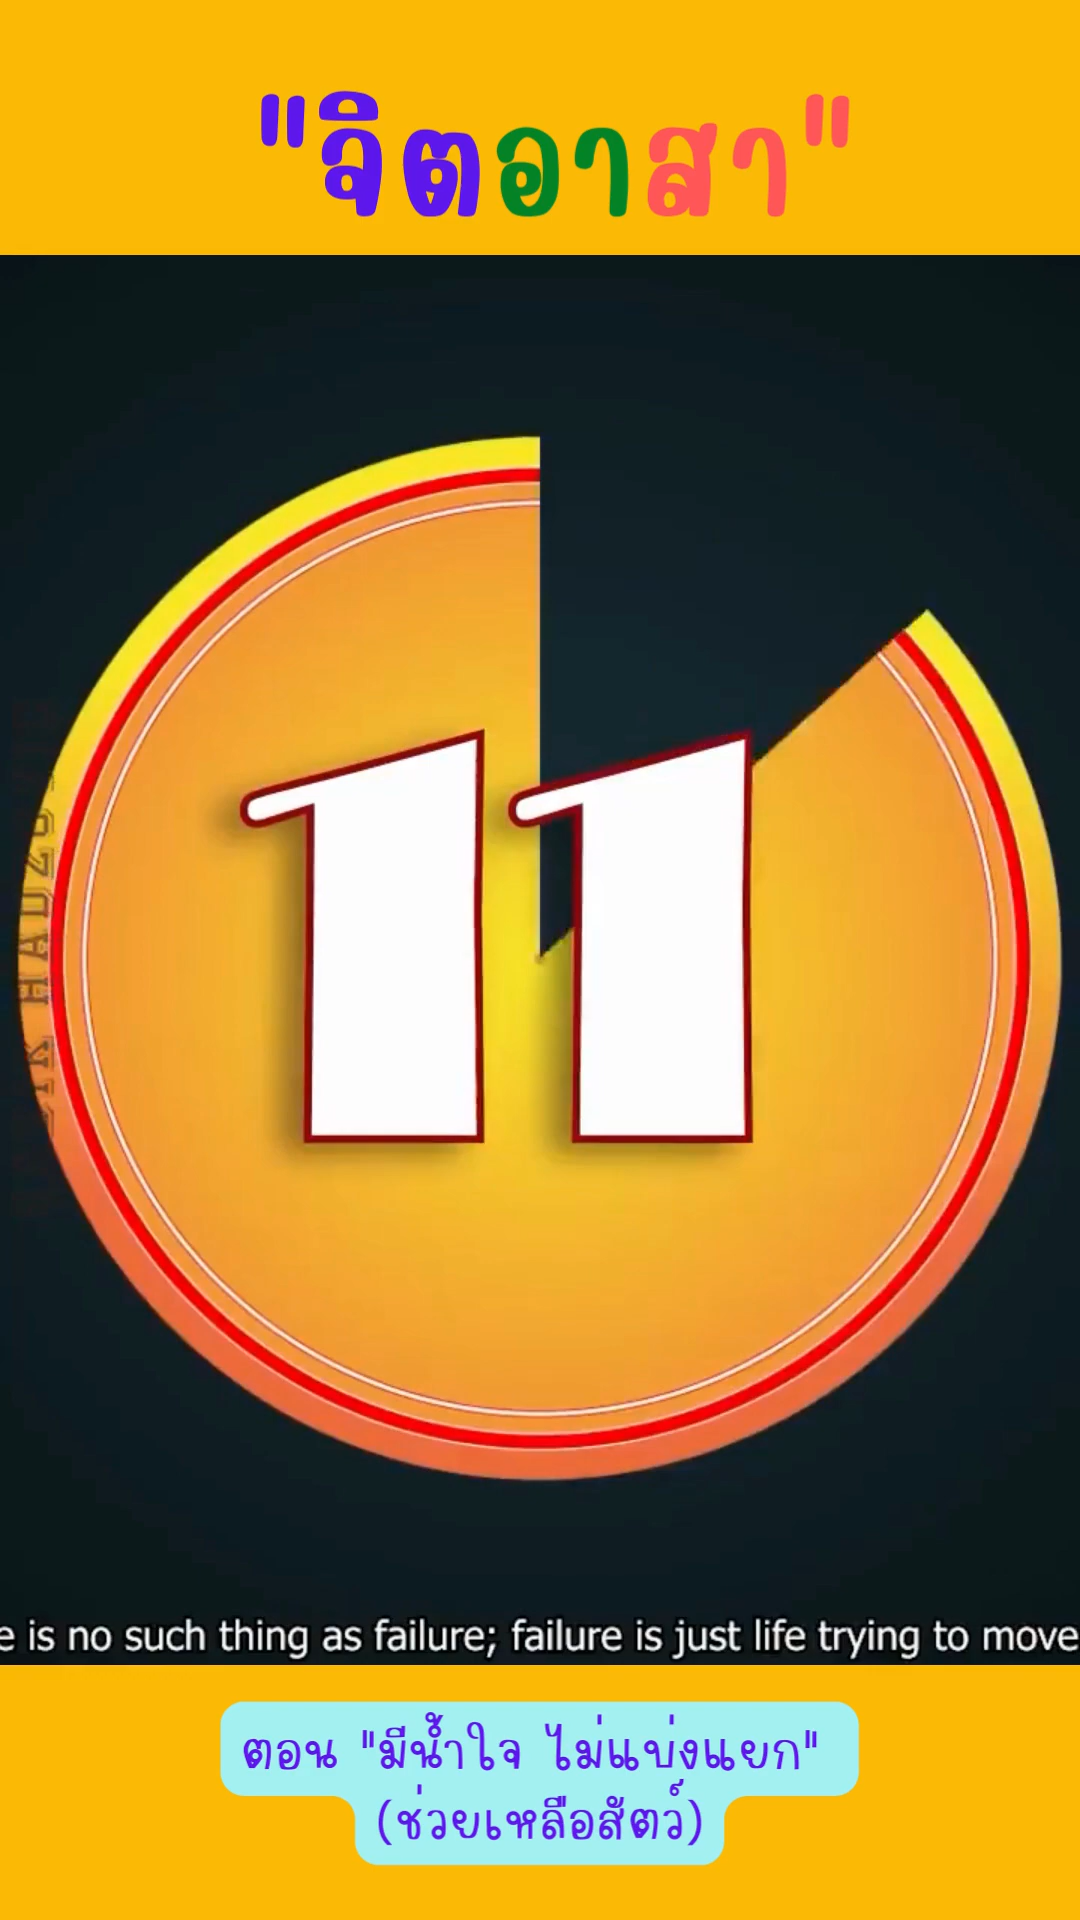 "จิตอาสา"
11
e is no such thing as failure; failure is just life trying to move
ตอน "มีน้ำใจ ไม่แบ่งแยก"
(ช่วยเหลือสัตว์)